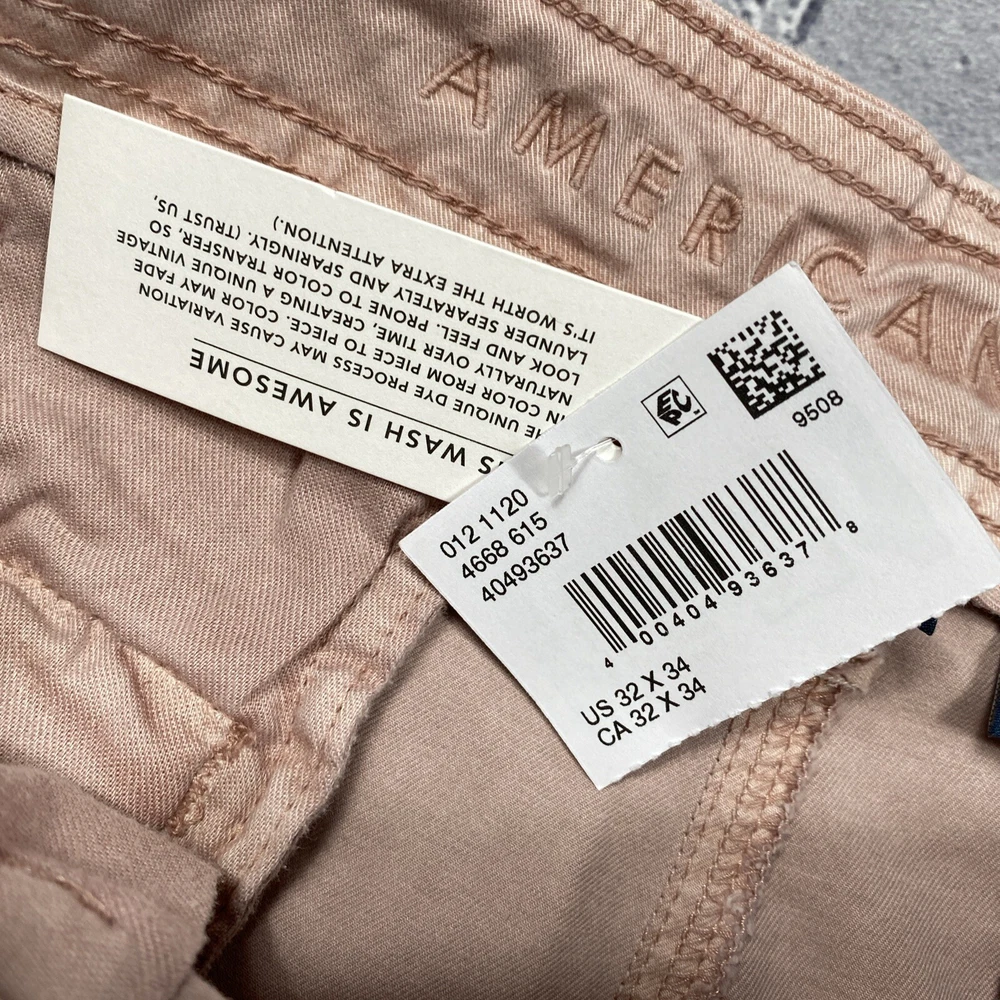 AMERICAN
IS WASH IS AWESOME
HE UNIQUE DYE PROCESS MAY CAUSE VARIATION
IN COLOR FROM PIECE TO PIECE. COLOR MAY FADE
NATURALLY OVER TIME, CREATING A UNIQUE VINTAGE
LOOK AND FEEL. PRONE TO COLOR TRANSFER, SO
LAUNDER SEPARATELY AND SPARINGLY. (TRUST US,
IT'S WORTH THE EXTRA ATTENTION.)
EPC
9508
012 1120
4668 615
40493637
4 00404 93637 8
US 32 X 34
CA 32 X 34